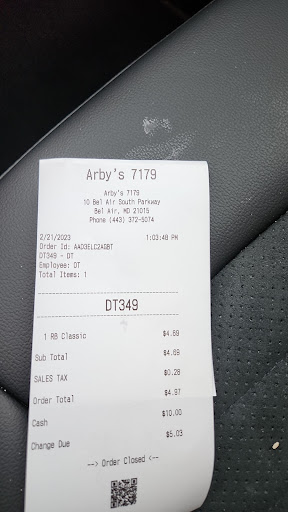 Arby's 7179
Arby's 7179
10 Bel Air South Parkway
Bel Air, MD 21015
Phone (443) 372-5074
2/21/2023 1:03:48 PM
Order Id: AAD3ELC2AGBT
DT349 - DT
Employee: DT
Total Items: 1
DT349
1 RB Classic $4.69
Sub Total $4.69
SALES TAX $0.28
Order Total $4.97
Cash $10.00
Change Due $5.03
--> Order Closed <--